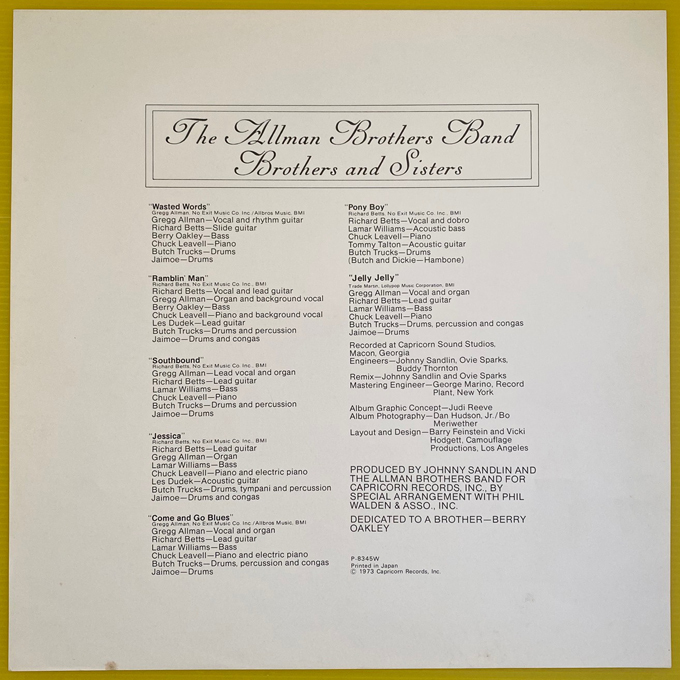 The Allman Brothers Band
Brothers and Sisters
"Wasted Words"
Gregg Allman, No Exit Music Co. Inc./Allbros Music, BMI
Gregg Allman—Vocal and rhythm guitar
Richard Betts—Slide guitar
Berry Oakley—Bass
Chuck Leavell—Piano
Butch Trucks—Drums
Jaimoe—Drums
"Ramblin' Man"
Richard Betts, No Exit Music Co. Inc., BMI
Richard Betts—Vocal and lead guitar
Gregg Allman—Organ and background vocal
Berry Oakley—Bass
Chuck Leavell—Piano and background vocal
Les Dudek—Lead guitar
Butch Trucks—Drums and percussion
Jaimoe—Drums and congas
"Southbound"
Richard Betts, No Exit Music Co. Inc., BMI
Gregg Allman—Lead vocal and organ
Richard Betts—Lead guitar
Lamar Williams—Bass
Chuck Leavell—Piano
Butch Trucks—Drums and percussion
Jaimoe—Drums
"Jessica"
Richard Betts, No Exit Music Co. Inc., BMI
Richard Betts—Lead guitar
Gregg Allman—Organ
Lamar Williams—Bass
Chuck Leavell—Piano and electric piano
Les Dudek—Acoustic guitar
Butch Trucks—Drums, tympani and percussion
Jaimoe—Drums and congas
"Come and Go Blues"
Gregg Allman, No Exit Music Co. Inc./Allbros Music, BMI
Gregg Allman—Vocal and organ
Richard Betts—Lead guitar
Lamar Williams—Bass
Chuck Leavell—Piano and electric piano
Butch Trucks—Drums, percussion and congas
Jaimoe—Drums
"Pony Boy"
Richard Betts, No Exit Music Co. Inc., BMI
Richard Betts—Vocal and dobro
Lamar Williams—Acoustic bass
Chuck Leavell—Piano
Tommy Talton—Acoustic guitar
Butch Trucks—Drums
(Butch and Dickie—Hambone)
"Jelly Jelly"
Trade Martin, Lollypop Music Corporation, BMI
Gregg Allman—Vocal and organ
Richard Betts—Lead guitar
Lamar Williams—Bass
Chuck Leavell—Piano
Butch Trucks—Drums, percussion and congas
Jaimoe—Drums
Recorded at Capricorn Sound Studios,
Macon, Georgia
Engineers—Johnny Sandlin, Ovie Sparks,
Buddy Thornton
Remix—Johnny Sandlin and Ovie Sparks
Mastering Engineer—George Marino, Record
Plant, New York
Album Graphic Concept—Judi Reeve
Album Photography—Dan Hudson, Jr./Bo
Meriwether
Layout and Design—Barry Feinstein and Vicki
Hodgett, Camouflage
Productions, Los Angeles
PRODUCED BY JOHNNY SANDLIN AND
THE ALLMAN BROTHERS BAND FOR
CAPRICORN RECORDS, INC., BY
SPECIAL ARRANGEMENT WITH PHIL
WALDEN & ASSO., INC.
DEDICATED TO A BROTHER—BERRY
OAKLEY
P-8345W
Printed in Japan
Ⓒ 1973 Capricorn Records, Inc.